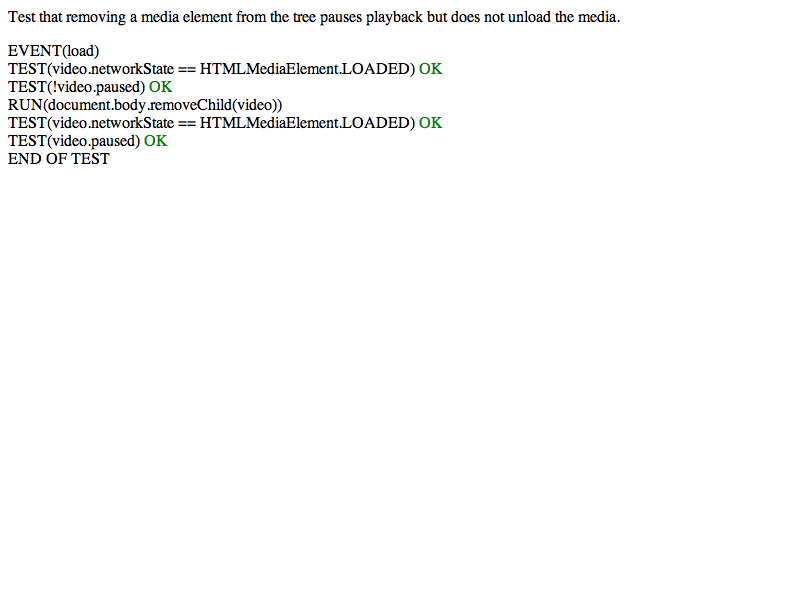 Test that removing a media element from the tree pauses playback but does not unload the media.
EVENT(load)
TEST(video.networkState == HTMLMediaElement.LOADED) OK
TEST(!video.paused) OK
RUN(document.body.removeChild(video))
TEST(video.networkState == HTMLMediaElement.LOADED) OK
TEST(video.paused) OK
END OF TEST